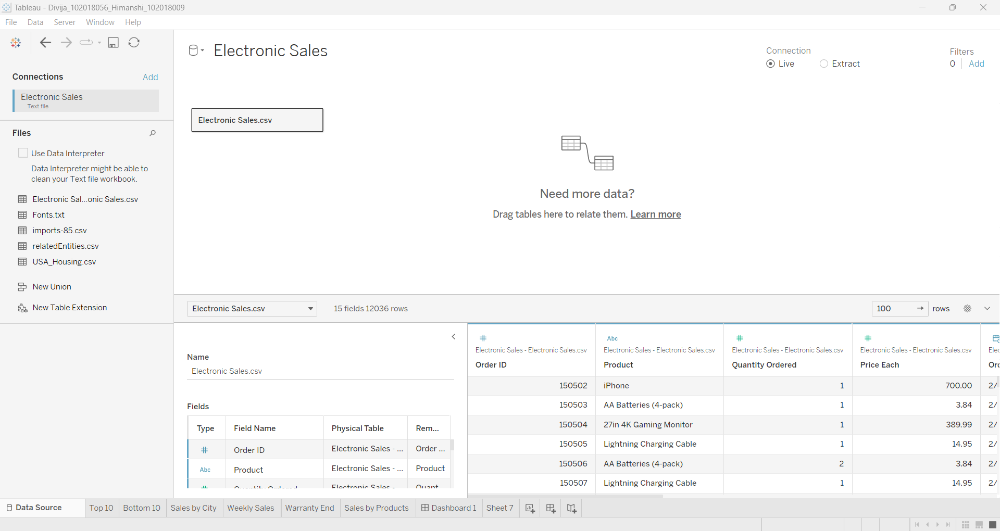 Tableau - Divija_102018056_Himanshi_102018009
File Data Server Window Help
Connections Add
Electronic Sales
Text file
Files
Use Data Interpreter
Data Interpreter might be able to
clean your Text file workbook.
Electronic Sal...onic Sales.csv
Fonts.txt
imports-85.csv
relatedEntities.csv
USA_Housing.csv
New Union
New Table Extension
Electronic Sales
Connection
Live Extract
Filters
0 Add
Electronic Sales.csv
Need more data?
Drag tables here to relate them. Learn more
Electronic Sales.csv 15 fields 12036 rows 100 rows
Name
Electronic Sales.csv
Fields
Type Field Name Physical Table Rem...
# Order ID Electronic Sales - ... Order ...
Abc Product Electronic Sales - ... Product
# Quantity Ordered Electronic Sales - Quant
# Abc # #
Electronic Sales - Electronic Sales.csv Electronic Sales - Electronic Sales.csv Electronic Sales - Electronic Sales.csv Electronic Sales - Electronic Sales.csv Elec
Order ID Product Quantity Ordered Price Each Orc
150502 iPhone 1 700.00 2/
150503 AA Batteries (4-pack) 1 3.84 2/
150504 27in 4K Gaming Monitor 1 389.99 2/
150505 Lightning Charging Cable 1 14.95 2/
150506 AA Batteries (4-pack) 2 3.84 2/
150507 Lightning Charging Cable 1 14.95 2/
Data Source Top 10 Bottom 10 Sales by City Weekly Sales Warranty End Sales by Products Dashboard 1 Sheet 7